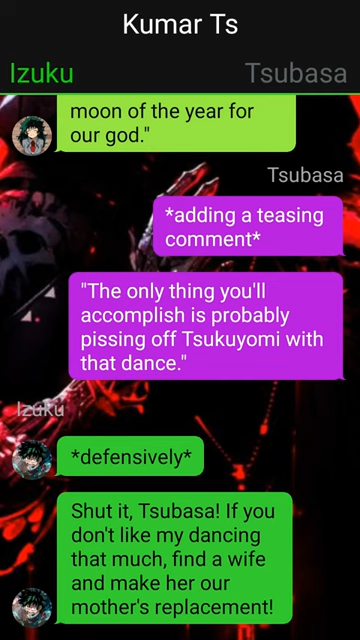 Kumar Ts
Izuku Tsubasa
moon of the year for
our god."
Tsubasa
*adding a teasing
comment*
"The only thing you'll
accomplish is probably
pissing off Tsukuyomi with
that dance."
Izuku
*defensively*
Shut it, Tsubasa! If you
don't like my dancing
that much, find a wife
and make her our
mother's replacement!